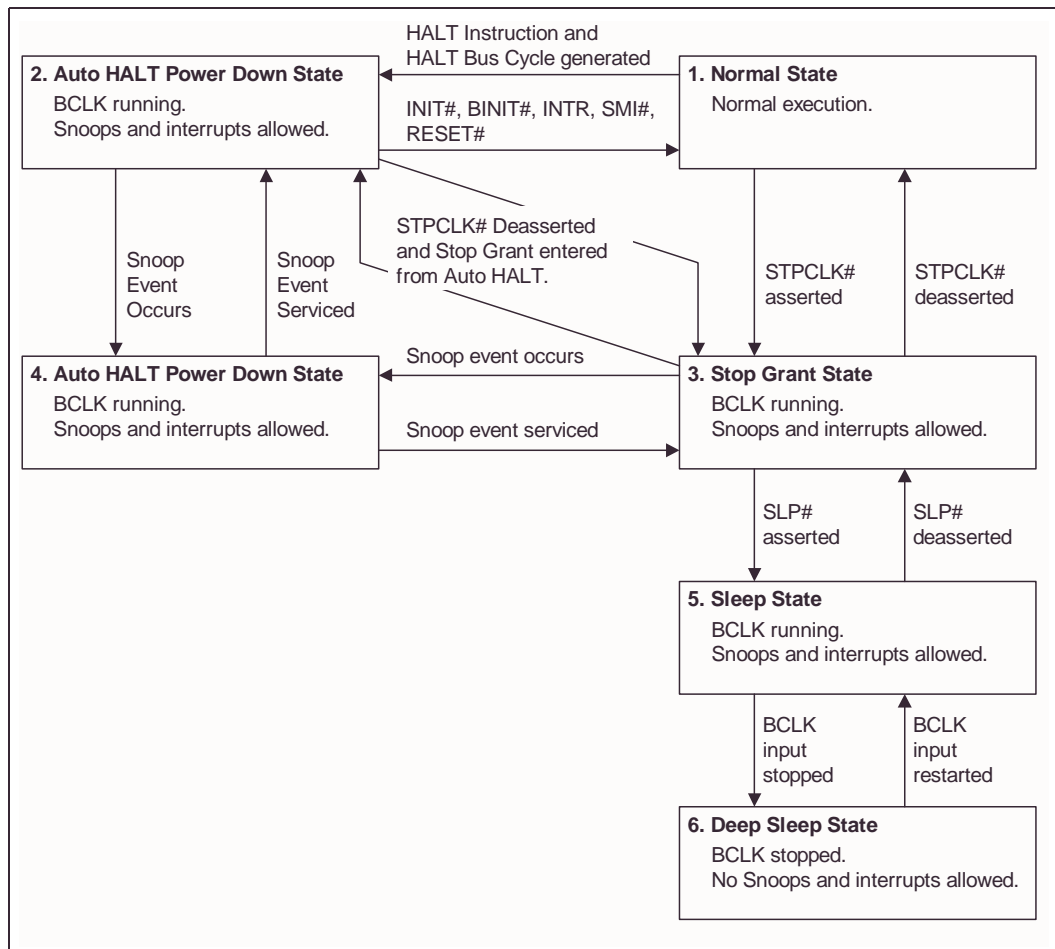 HALT Instruction and
HALT Bus Cycle generated
2. Auto HALT Power Down State
BCLK running.
Snoops and interrupts allowed.
1. Normal State
Normal execution.
INIT#, BINIT#, INTR, SMI#,
RESET#
STPCLK# Deasserted
and Stop Grant entered
from Auto HALT.
Snoop
Event
Occurs
Snoop
Event
Serviced
STPCLK#
asserted
STPCLK#
deasserted
4. Auto HALT Power Down State
BCLK running.
Snoops and interrupts allowed.
Snoop event occurs
Snoop event serviced
3. Stop Grant State
BCLK running.
Snoops and interrupts allowed.
SLP#
asserted
SLP#
deasserted
5. Sleep State
BCLK running.
Snoops and interrupts allowed.
BCLK
input
stopped
BCLK
input
restarted
6. Deep Sleep State
BCLK stopped.
No Snoops and interrupts allowed.